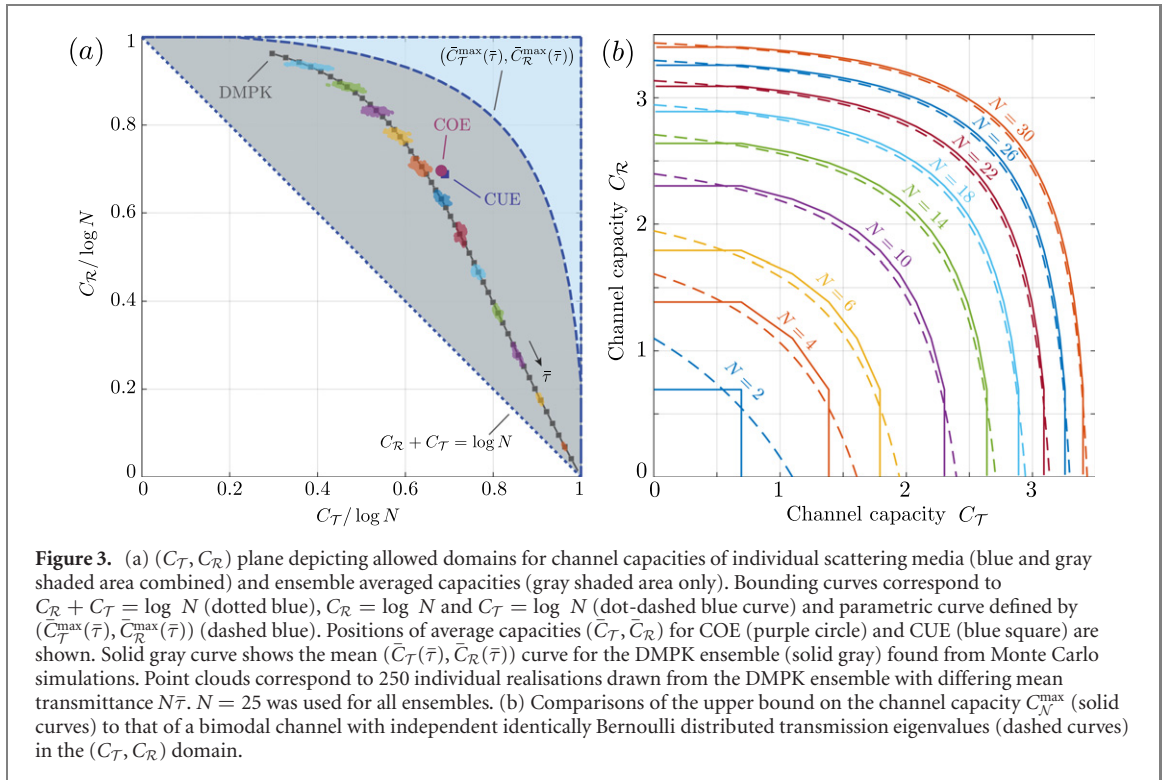 (a)
1
0.8
0.6
0.4
0.2
0
0
0.2
0.4
0.6
0.8
1
C_R / log N
C_T / log N
DMPK
(C̄_T^max(τ̄), C̄_R^max(τ̄))
COE
CUE
τ̄
C_R + C_T = log N
(b)
3
2
1
0
0
1
2
3
Channel capacity C_R
Channel capacity C_T
N = 30
N = 26
N = 22
N = 18
N = 14
N = 10
N = 6
N = 4
N = 2
Figure 3. (a) (C_T, C_R) plane depicting allowed domains for channel capacities of individual scattering media (blue and gray
shaded area combined) and ensemble averaged capacities (gray shaded area only). Bounding curves correspond to
C_R + C_T = log N (dotted blue), C_R = log N and C_T = log N (dot-dashed blue curve) and parametric curve defined by
(C̄_T^max(τ̄), C̄_R^max(τ̄)) (dashed blue). Positions of average capacities (C̄_T, C̄_R) for COE (purple circle) and CUE (blue square) are
shown. Solid gray curve shows the mean (C̄_T(τ̄), C̄_R(τ̄)) curve for the DMPK ensemble (solid gray) found from Monte Carlo
simulations. Point clouds correspond to 250 individual realisations drawn from the DMPK ensemble with differing mean
transmittance Nτ̄. N = 25 was used for all ensembles. (b) Comparisons of the upper bound on the channel capacity C_N^max (solid
curves) to that of a bimodal channel with independent identically Bernoulli distributed transmission eigenvalues (dashed curves)
in the (C_T, C_R) domain.